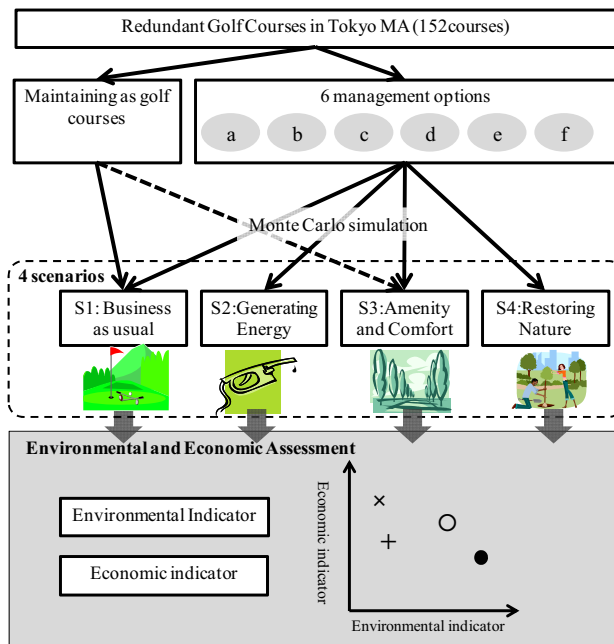 Redundant Golf Courses in Tokyo MA (152courses)
Maintaining as golf
courses
6 management options
a b c d e f
Monte Carlo simulation
4 scenarios
S1: Business
as usual
S2:Generating
Energy
S3:Amenity
and Comfort
S4:Restoring
Nature
Environmental and Economic Assessment
Environmental Indicator
Economic indicator
Economic
indicator
Environmental indicator